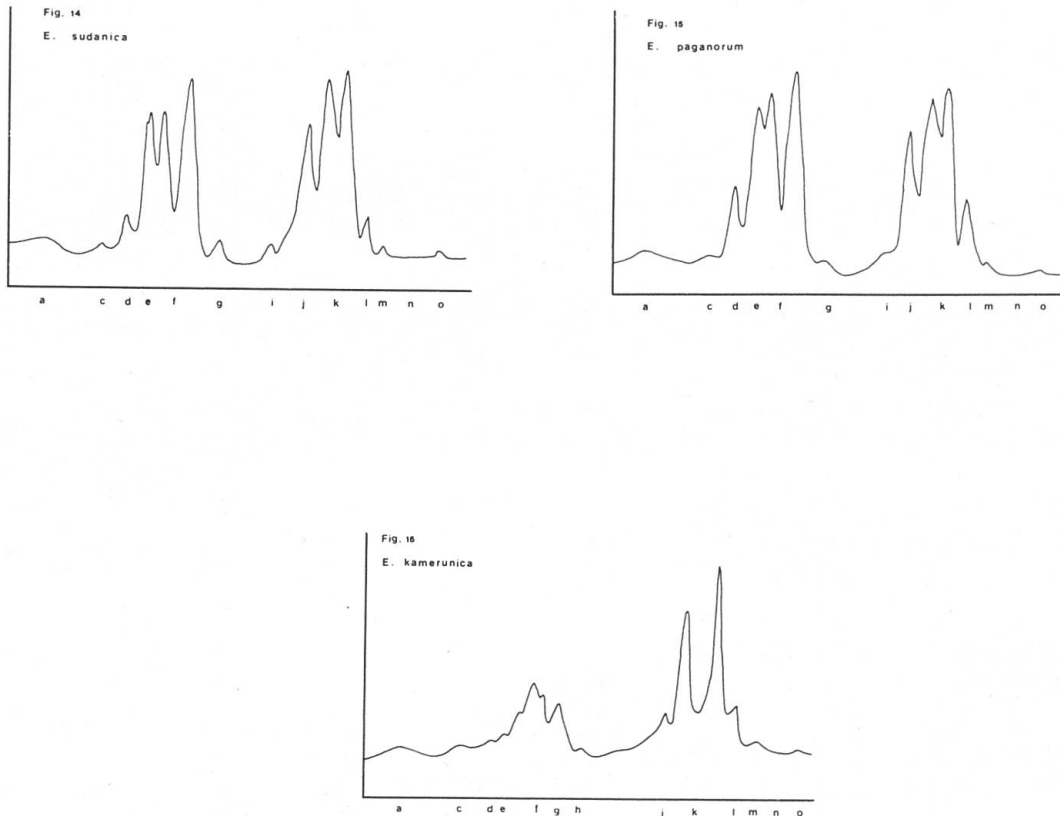 Fig. 14
E. sudanica
a c d e f g i j k l m n o
Fig. 15
E. paganorum
a c d e f g i j k l m n o
Fig. 16
E. kamerunica
a c d e f g h j k l m n o